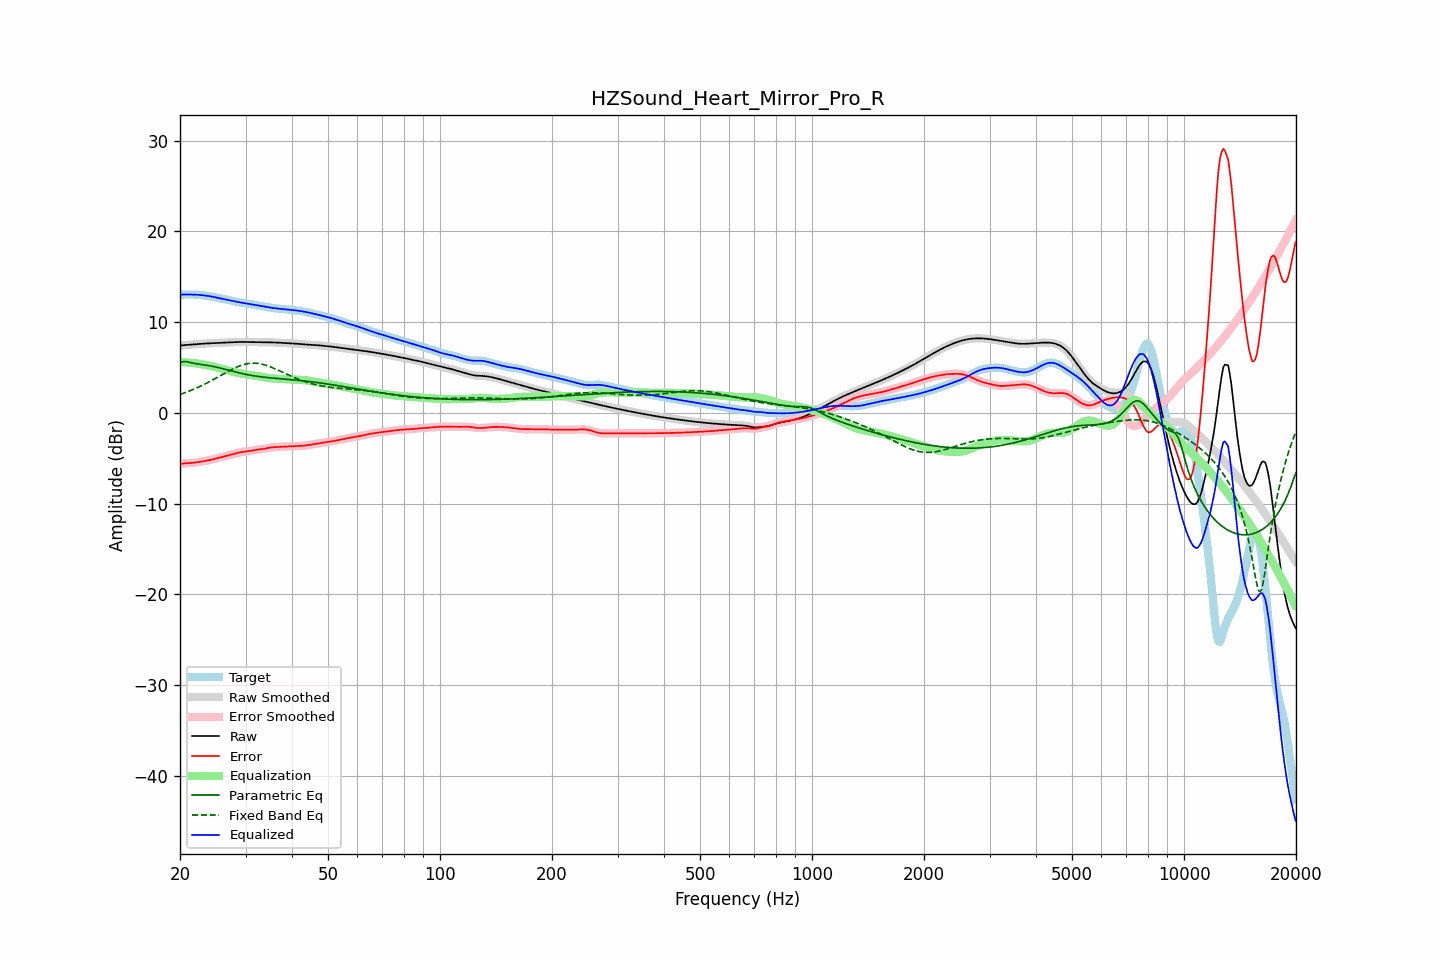 HZSound_Heart_Mirror_Pro_R
Amplitude (dBr)
30
20
10
0
−10
−20
−30
−40
Target
Raw Smoothed
Error Smoothed
Raw
Error
Equalization
Parametric Eq
Fixed Band Eq
Equalized
20 50 100 200 500 1000 2000 5000 10000 20000
Frequency (Hz)